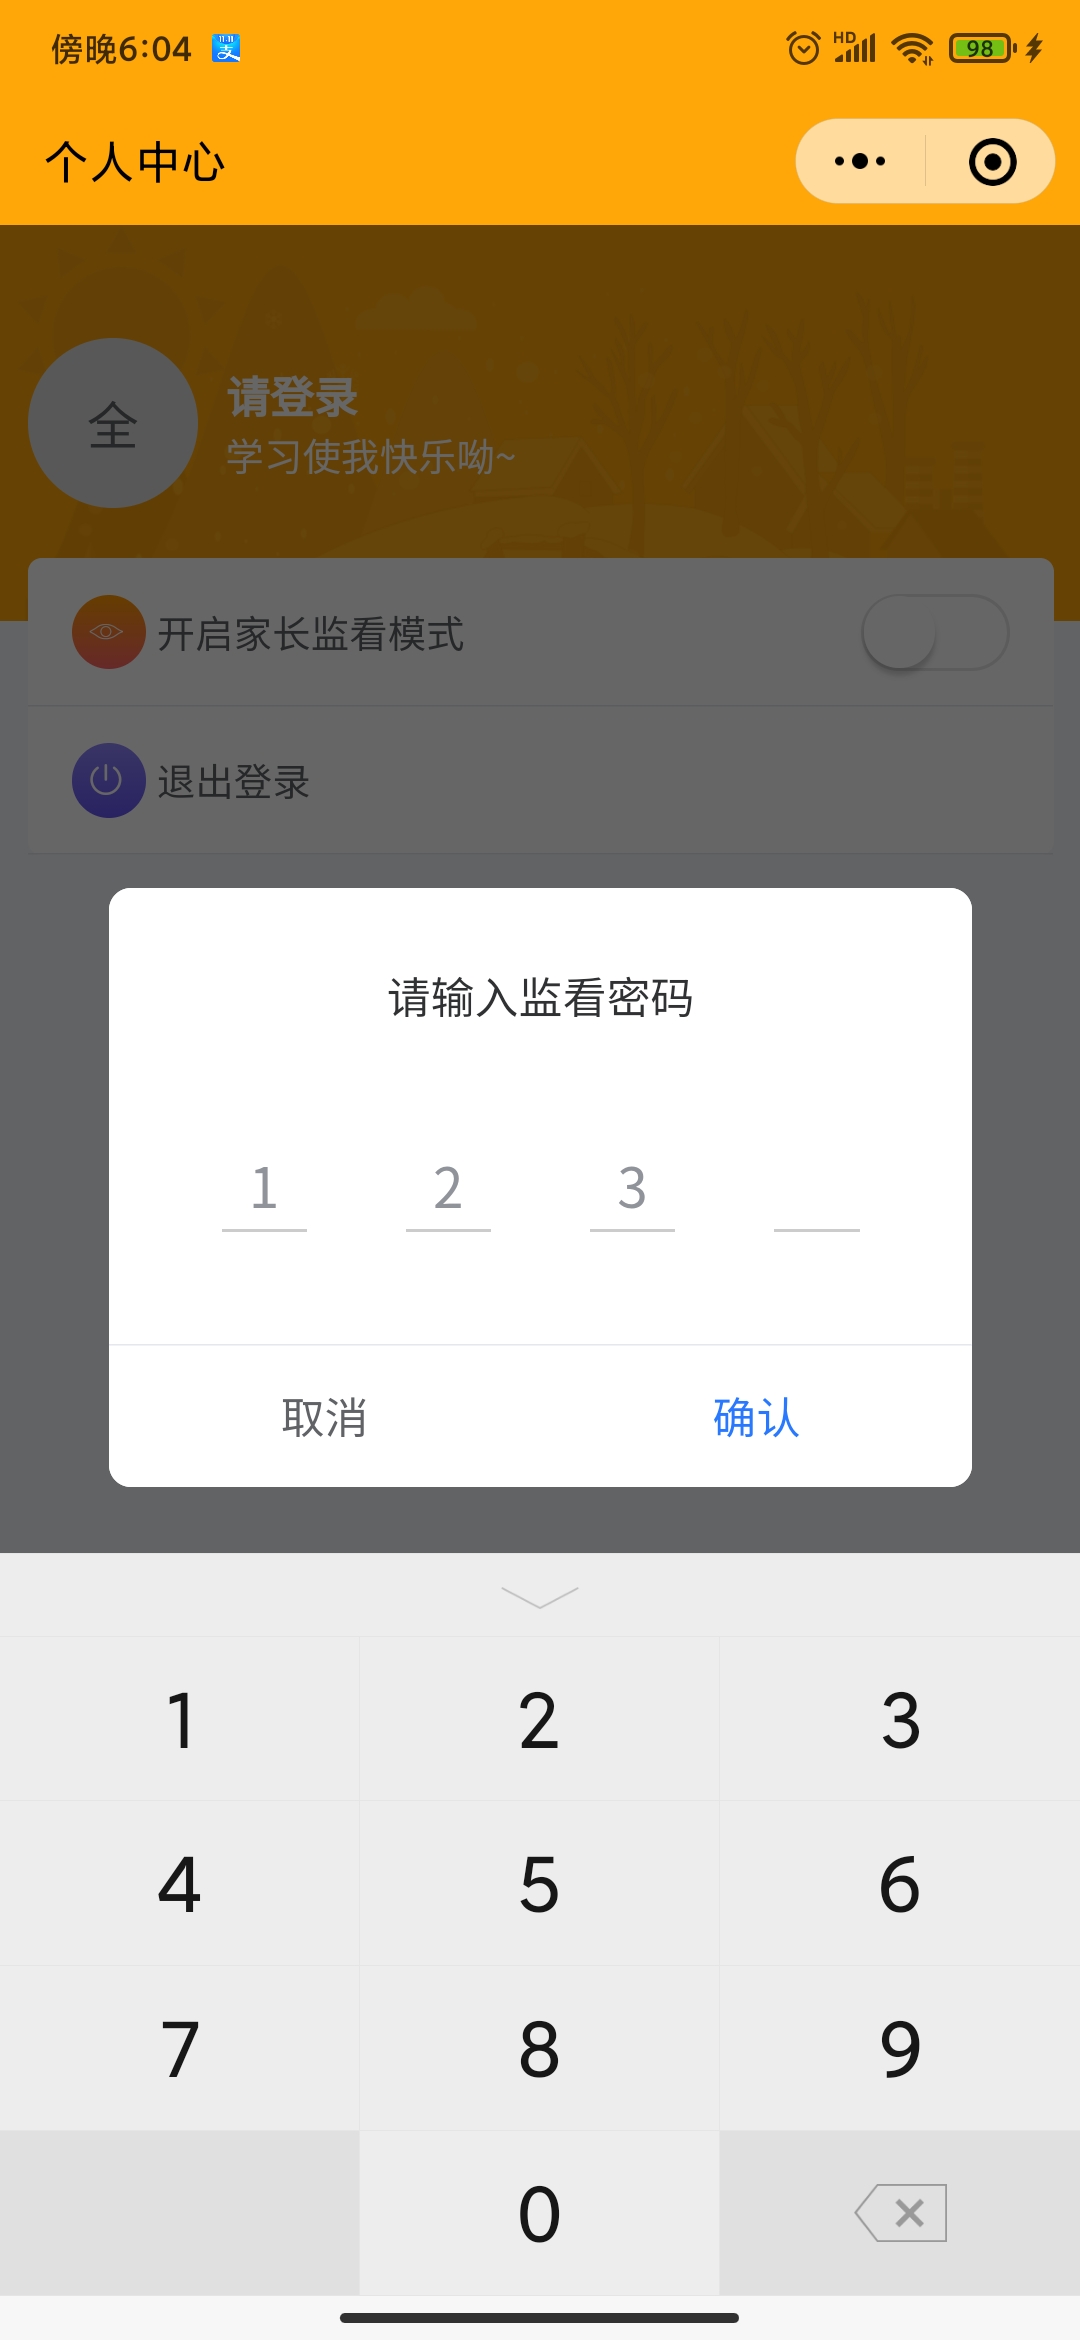 傍晚6:04
HD
98
个人中心
全
请登录
学习使我快乐呦~
开启家长监看模式
退出登录
请输入监看密码
1 2 3
取消 确认
1 2 3
4 5 6
7 8 9
0